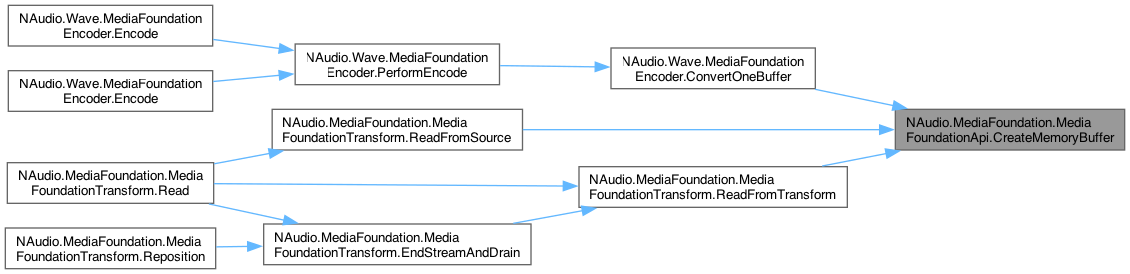 NAudio.Wave.MediaFoundation
Encoder.Encode
NAudio.Wave.MediaFoundation
Encoder.PerformEncode
NAudio.Wave.MediaFoundation
Encoder.ConvertOneBuffer
NAudio.Wave.MediaFoundation
Encoder.Encode
NAudio.MediaFoundation.Media
FoundationTransform.ReadFromSource
NAudio.MediaFoundation.Media
FoundationApi.CreateMemoryBuffer
NAudio.MediaFoundation.Media
FoundationTransform.Read
NAudio.MediaFoundation.Media
FoundationTransform.ReadFromTransform
NAudio.MediaFoundation.Media
FoundationTransform.Reposition
NAudio.MediaFoundation.Media
FoundationTransform.EndStreamAndDrain